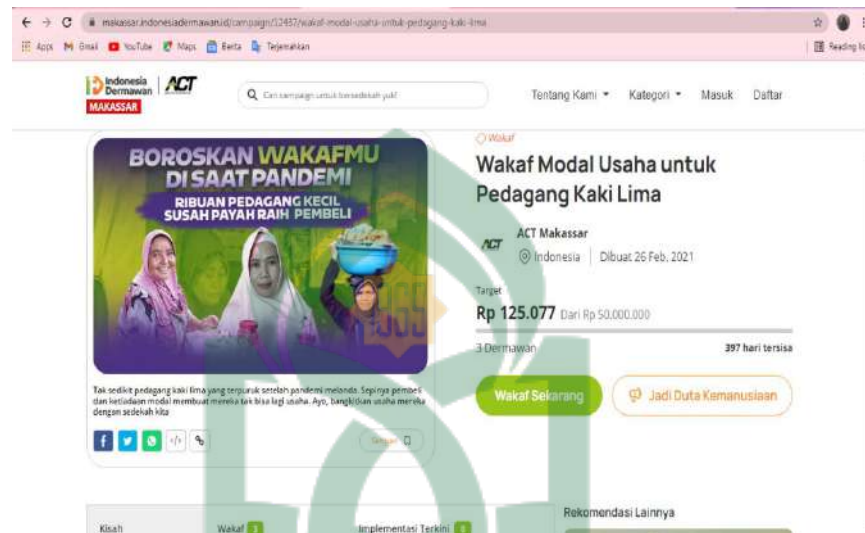 makassar.indonesiadermawan.id/campaign/12437/wakaf-modal-usaha-untuk-pedagang-kaki-lima
Apps Gmail YouTube Maps Berita Terjemahkan
Reading
Indonesia
Dermawan
ACT
MAKASSAR
Cari campaign untuk bersedekah yuk!
Tentang Kami Kategori Masuk Daftar
BOROSKAN WAKAFMU
DI SAAT PANDEMI
RIBUAN PEDAGANG KECIL
SUSAH PAYAH RAIH PEMBELI
Tak sedikit pedagang kaki lima yang terpuruk setelah pandemi melanda. Sepinya pembeli
dan ketiadaan modal membuat mereka tak bisa lagi usaha. Ayo, bangkitkan usaha mereka
dengan sedekah kita
Simpan
Wakaf
Wakaf Modal Usaha untuk
Pedagang Kaki Lima
ACT
ACT Makassar
Indonesia Dibuat 26 Feb, 2021
Target
Rp 125.077 Dari Rp 50.000.000
3 Dermawan 397 hari tersisa
Wakaf Sekarang Jadi Duta Kemanusiaan
Kisah Wakaf 3 Implementasi Terkini 0
Rekomendasi Lainnya